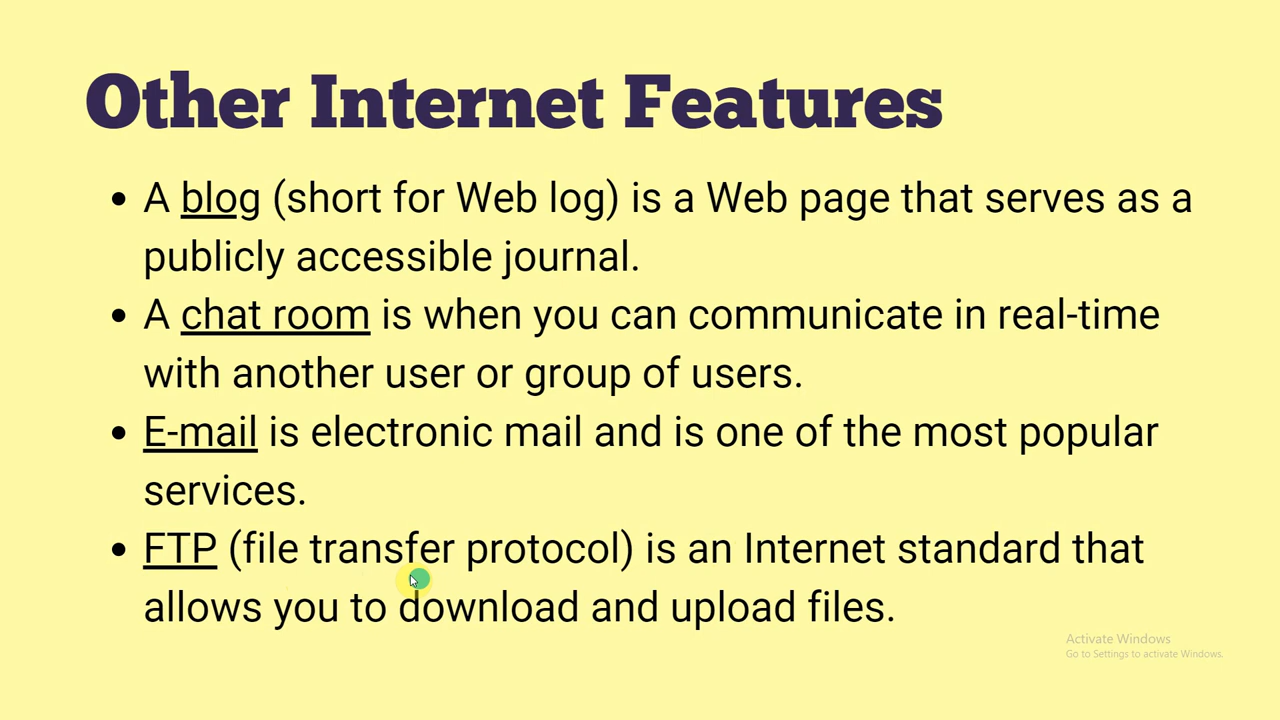 Other Internet Features
• A blog (short for Web log) is a Web page that serves as a
publicly accessible journal.
• A chat room is when you can communicate in real-time
with another user or group of users.
• E-mail is electronic mail and is one of the most popular
services.
• FTP (file transfer protocol) is an Internet standard that
allows you to download and upload files.
Activate Windows
Go to Settings to activate Windows.